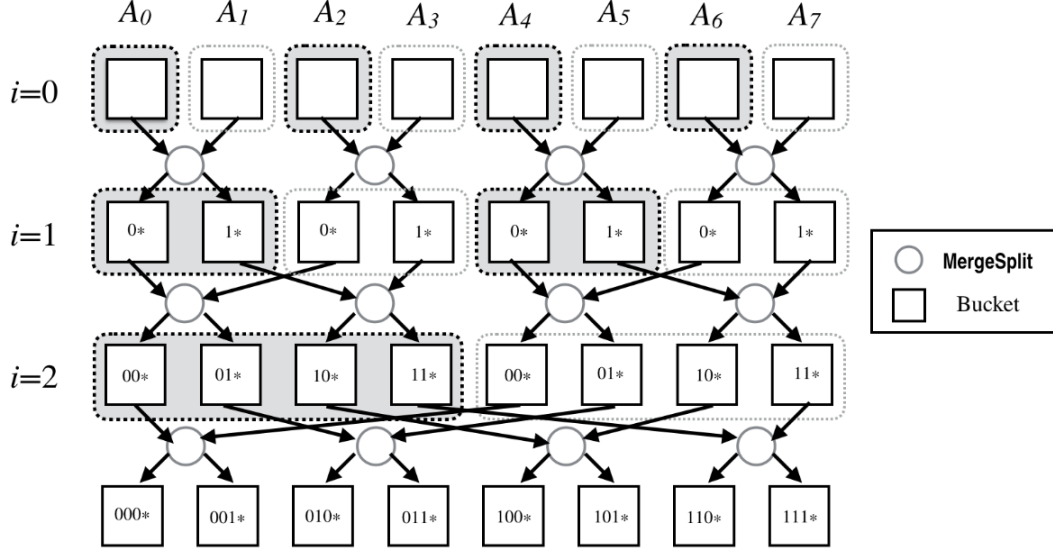 A0 A1 A2 A3 A4 A5 A6 A7
i=0
i=1
0* 1* 0* 1* 0* 1* 0* 1*
MergeSplit
Bucket
i=2
00* 01* 10* 11* 00* 01* 10* 11*
000* 001* 010* 011* 100* 101* 110* 111*